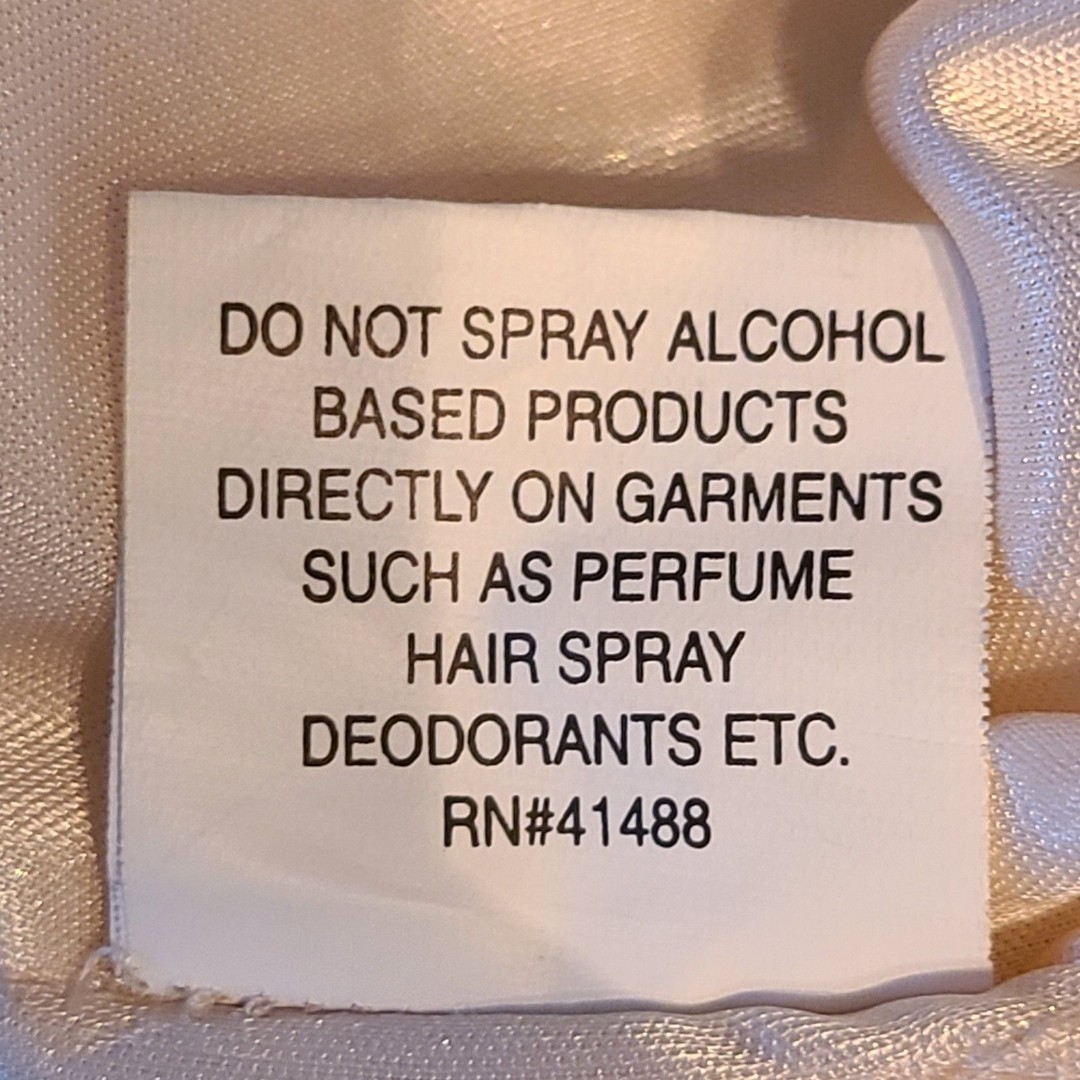 DO NOT SPRAY ALCOHOL
BASED PRODUCTS
DIRECTLY ON GARMENTS
SUCH AS PERFUME
HAIR SPRAY
DEODORANTS ETC.
RN#41488